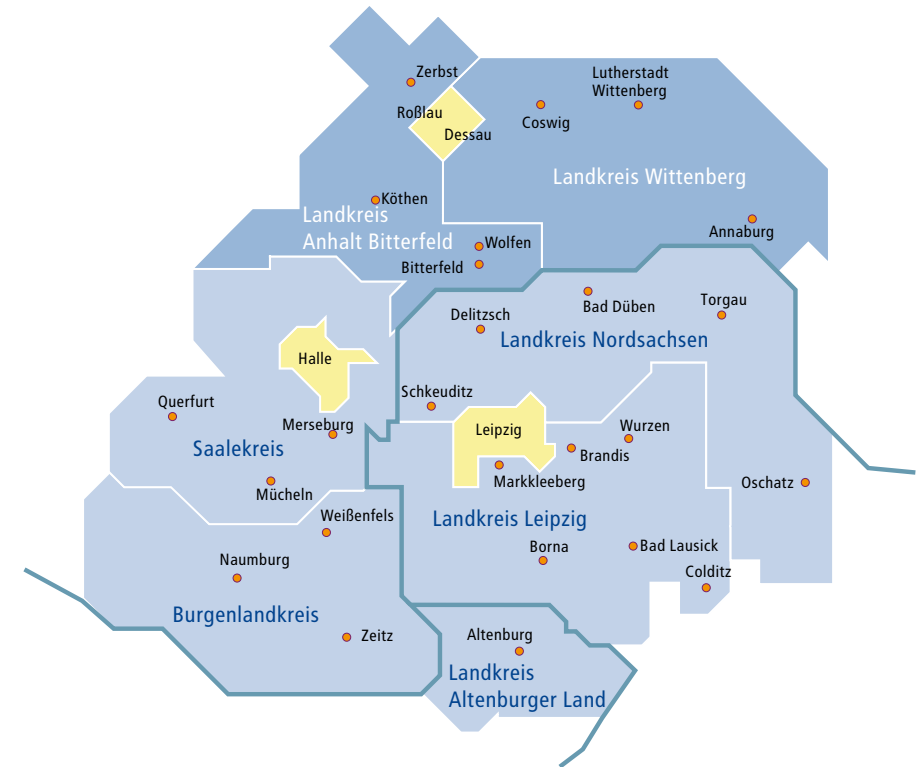 Zerbst
Lutherstadt
Wittenberg
Roßlau
Coswig
Dessau
Landkreis Wittenberg
Köthen
Landkreis
Anhalt Bitterfeld
Annaburg
Wolfen
Bitterfeld
Bad Düben
Torgau
Delitzsch
Landkreis Nordsachsen
Halle
Schkeuditz
Querfurt
Merseburg
Leipzig
Wurzen
Saalekreis
Brandis
Markkleeberg
Oschatz
Mücheln
Weißenfels
Landkreis Leipzig
Borna
Bad Lausick
Naumburg
Colditz
Burgenlandkreis
Zeitz
Altenburg
Landkreis
Altenburger Land